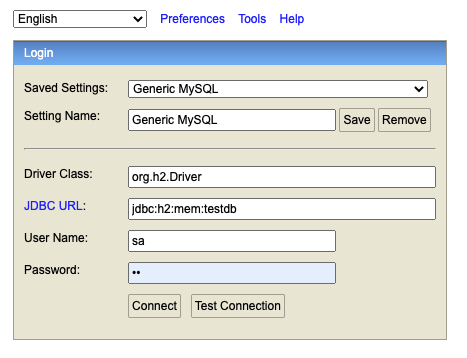 English Preferences Tools Help
Login
Saved Settings: Generic MySQL
Setting Name: Generic MySQL Save Remove
Driver Class: org.h2.Driver
JDBC URL: jdbc:h2:mem:testdb
User Name: sa
Password: ••
Connect Test Connection